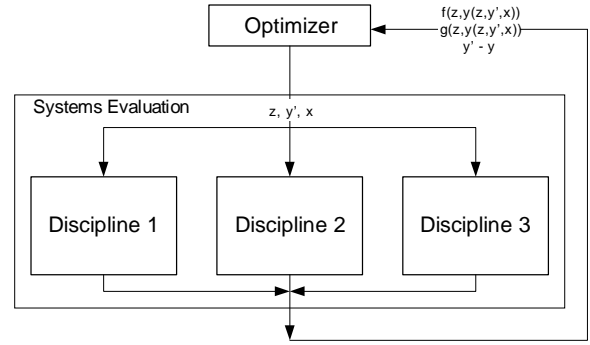 Optimizer
f(z,y(z,y',x))
g(z,y(z,y',x))
y' - y
Systems Evaluation
z, y', x
Discipline 1
Discipline 2
Discipline 3